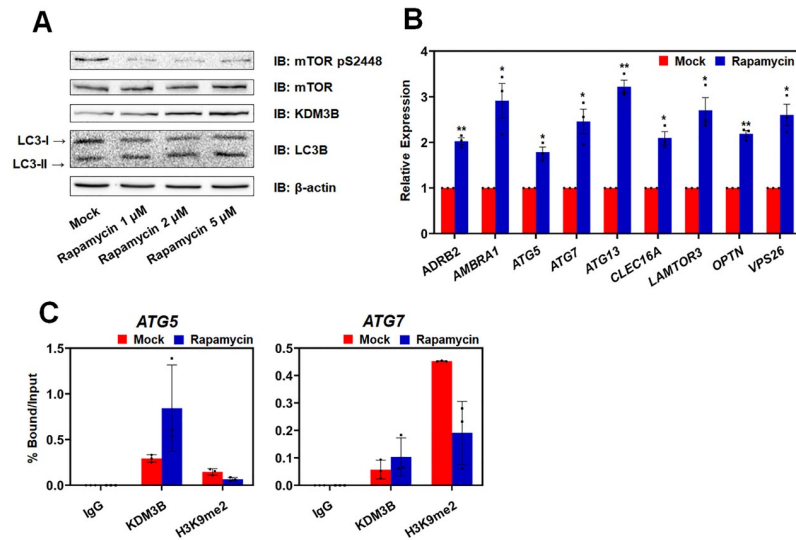 A
IB: mTOR pS2448
IB: mTOR
IB: KDM3B
LC3-I →
LC3-II →
IB: LC3B
IB: β-actin
Mock
Rapamycin 1 μM
Rapamycin 2 μM
Rapamycin 5 μM
B
Mock Rapamycin
Relative Expression
4
3
2
1
0
** * * * ** * * ** *
ADRB2
AMBRA1
ATG5
ATG7
ATG13
CLEC16A
LAMTOR3
OPTN
VPS26
C
ATG5
Mock Rapamycin
% Bound/Input
1.5
1.0
0.5
0.0
IgG
KDM3B
H3K9me2
ATG7
Mock Rapamycin
0.5
0.4
0.3
0.2
0.1
0.0
IgG
KDM3B
H3K9me2